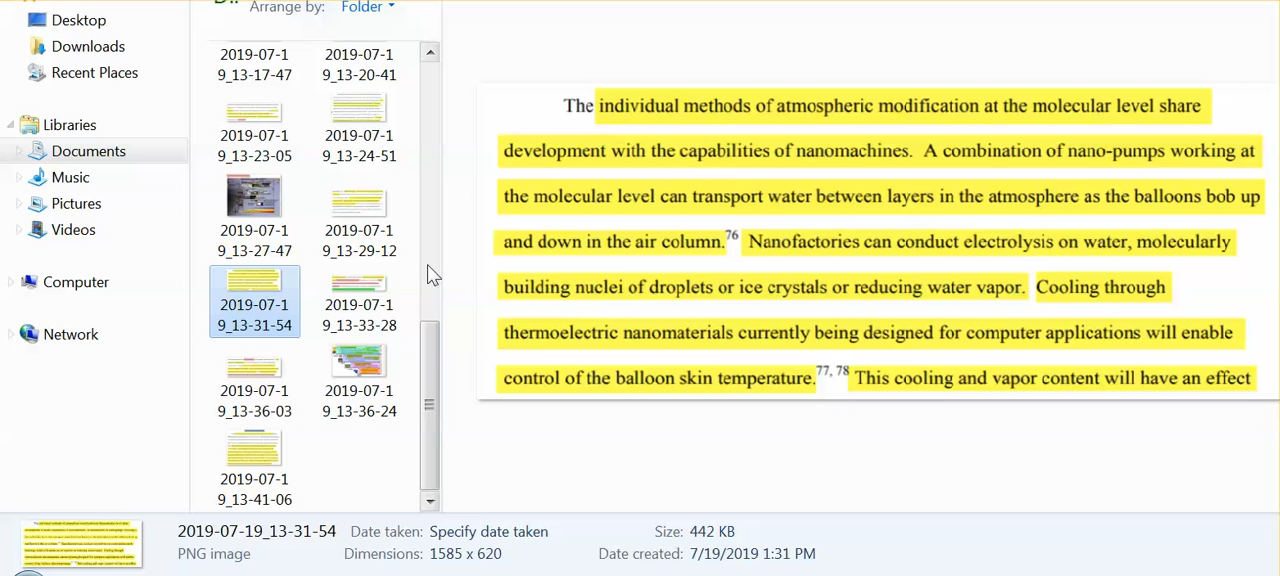 Desktop
Downloads
Recent Places
Libraries
Documents
Music
Pictures
Videos
Computer
Network
Arrange by: Folder
2019-07-1 2019-07-1
9_13-17-47 9_13-20-41
2019-07-1 2019-07-1
9_13-23-05 9_13-24-51
2019-07-1 2019-07-1
9_13-27-47 9_13-29-12
2019-07-1 2019-07-1
9_13-31-54 9_13-33-28
2019-07-1 2019-07-1
9_13-36-03 9_13-36-24
2019-07-1
9_13-41-06
The individual methods of atmospheric modification at the molecular level share
development with the capabilities of nanomachines. A combination of nano-pumps working at
the molecular level can transport water between layers in the atmosphere as the balloons bob up
and down in the air column.76 Nanofactories can conduct electrolysis on water, molecularly
building nuclei of droplets or ice crystals or reducing water vapor. Cooling through
thermoelectric nanomaterials currently being designed for computer applications will enable
control of the balloon skin temperature.77, 78 This cooling and vapor content will have an effect
2019-07-19_13-31-54 Date taken: Specify date taken Size: 442 KB
PNG image Dimensions: 1585 x 620 Date created: 7/19/2019 1:31 PM